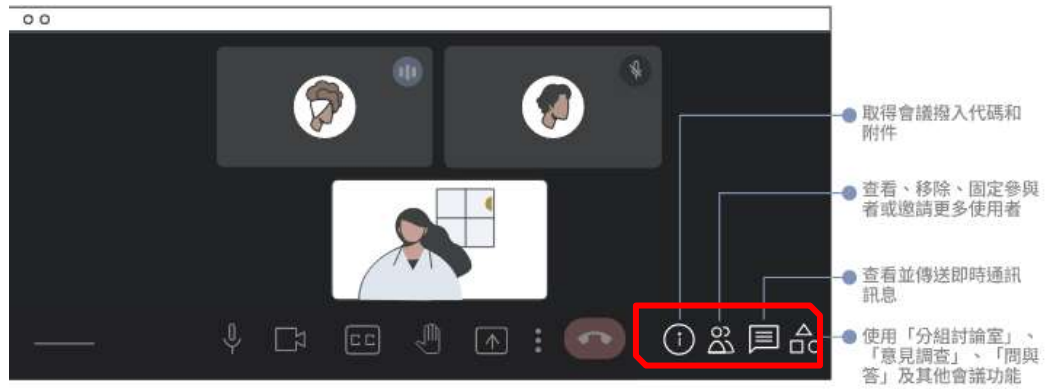 取得會議撥入代碼和
附件
查看、移除、固定參與
者或邀請更多使用者
查看並傳送即時通訊
訊息
CC
使用「分組討論室」、
「意見調查」、「問與
答」及其他會議功能